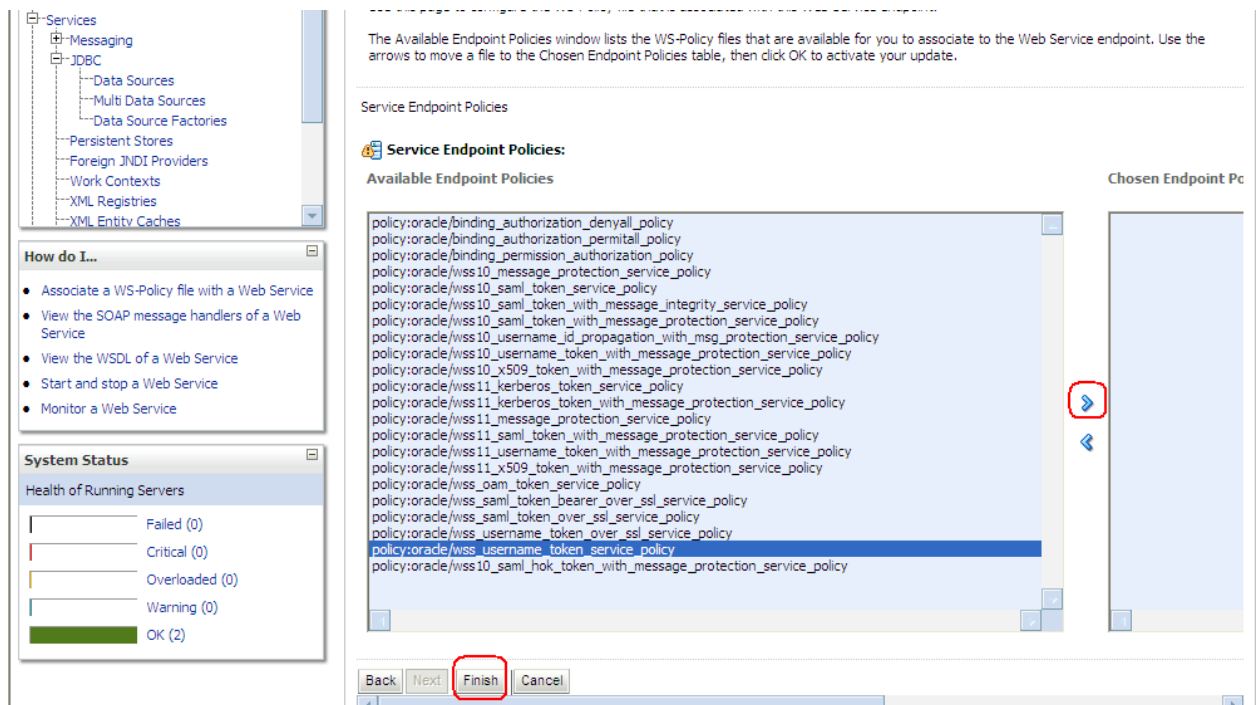 Services
Messaging
JDBC
Data Sources
Multi Data Sources
Data Source Factories
Persistent Stores
Foreign JNDI Providers
Work Contexts
XML Registries
XML Entity Caches
How do I...
Associate a WS-Policy file with a Web Service
View the SOAP message handlers of a Web
Service
View the WSDL of a Web Service
Start and stop a Web Service
Monitor a Web Service
System Status
Health of Running Servers
Failed (0)
Critical (0)
Overloaded (0)
Warning (0)
OK (2)
The Available Endpoint Policies window lists the WS-Policy files that are available for you to associate to the Web Service endpoint. Use the
arrows to move a file to the Chosen Endpoint Policies table, then click OK to activate your update.
Service Endpoint Policies
Service Endpoint Policies:
Available Endpoint Policies
Chosen Endpoint Po
policy:oracle/binding_authorization_denyall_policy
policy:oracle/binding_authorization_permitall_policy
policy:oracle/binding_permission_authorization_policy
policy:oracle/wss10_message_protection_service_policy
policy:oracle/wss10_saml_token_service_policy
policy:oracle/wss10_saml_token_with_message_integrity_service_policy
policy:oracle/wss10_saml_token_with_message_protection_service_policy
policy:oracle/wss10_username_id_propagation_with_msg_protection_service_policy
policy:oracle/wss10_username_token_with_message_protection_service_policy
policy:oracle/wss10_x509_token_with_message_protection_service_policy
policy:oracle/wss11_kerberos_token_service_policy
policy:oracle/wss11_kerberos_token_with_message_protection_service_policy
policy:oracle/wss11_message_protection_service_policy
policy:oracle/wss11_saml_token_with_message_protection_service_policy
policy:oracle/wss11_username_token_with_message_protection_service_policy
policy:oracle/wss11_x509_token_with_message_protection_service_policy
policy:oracle/wss_oam_token_service_policy
policy:oracle/wss_saml_token_bearer_over_ssl_service_policy
policy:oracle/wss_saml_token_over_ssl_service_policy
policy:oracle/wss_username_token_over_ssl_service_policy
policy:oracle/wss_username_token_service_policy
policy:oracle/wss10_saml_hok_token_with_message_protection_service_policy
Back Next Finish Cancel